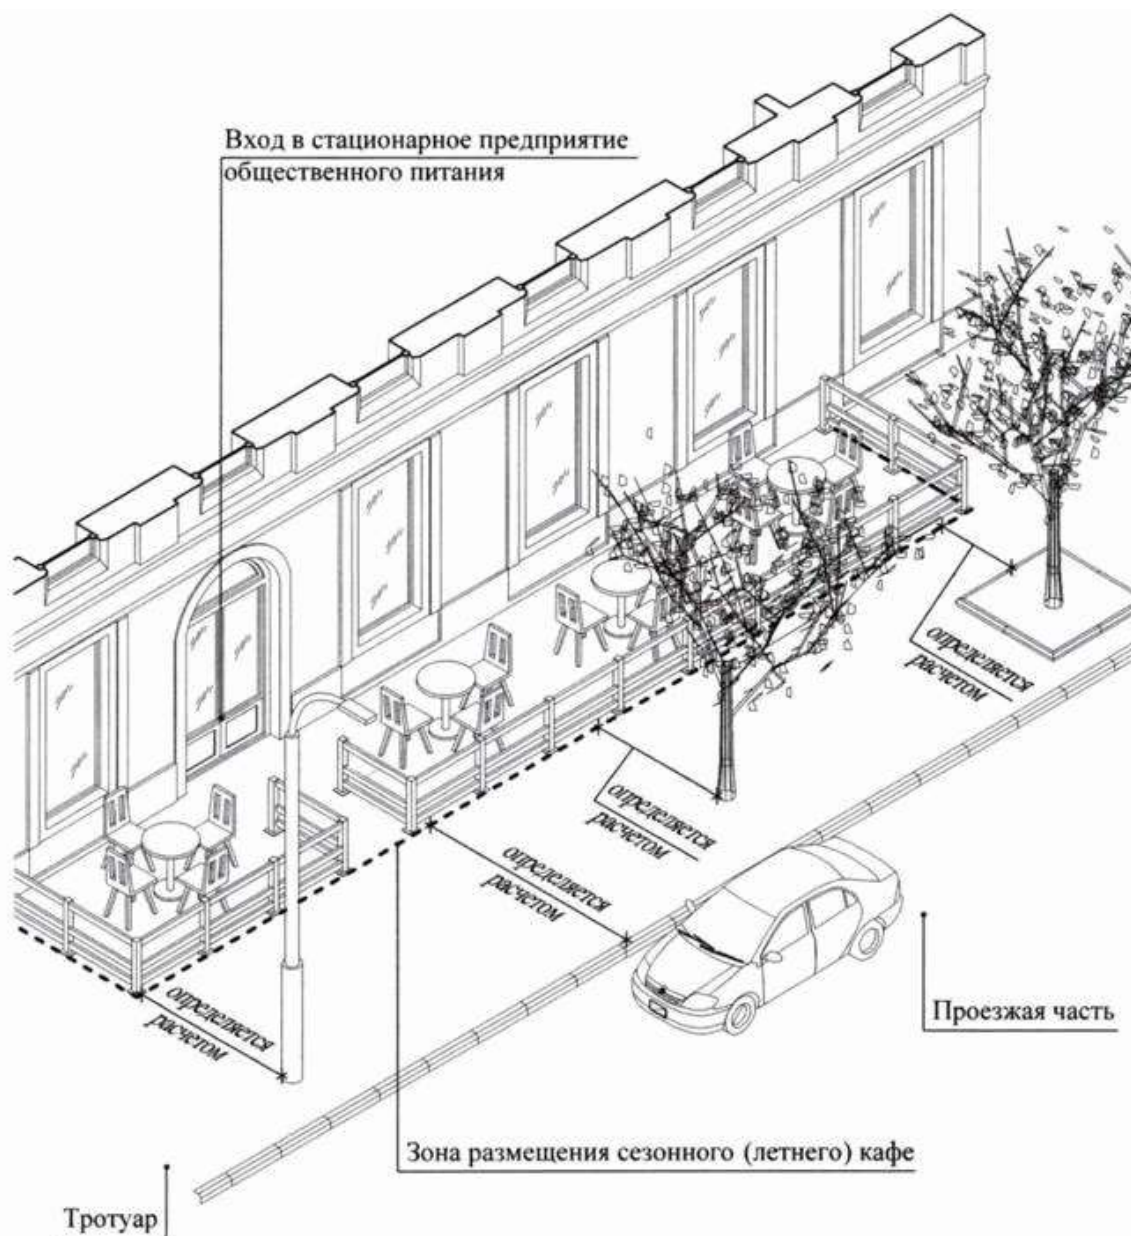 Вход в стационарное предприятие
общественного питания
определяется
расчетом
определяется
расчетом
определяется
расчетом
определяется
расчетом
Проезжая часть
Зона размещения сезонного (летнего) кафе
Тротуар